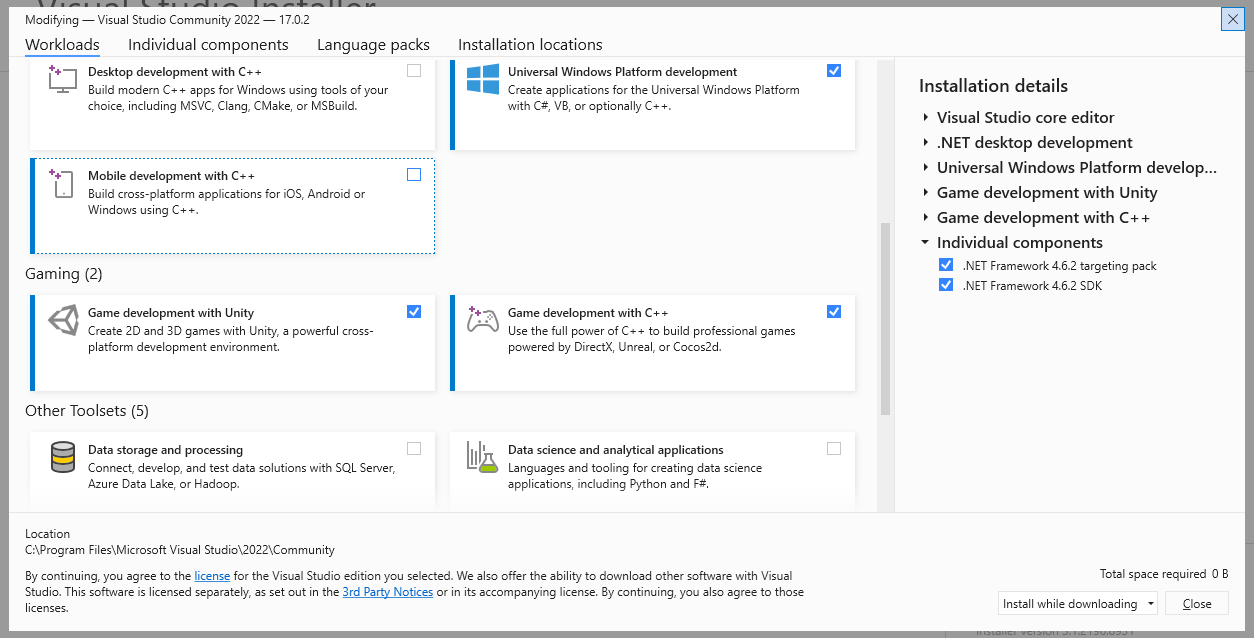 Visual Studio Installer
Modifying — Visual Studio Community 2022 — 17.0.2
Workloads
Individual components
Language packs
Installation locations
Desktop development with C++
Build modern C++ apps for Windows using tools of your
choice, including MSVC, Clang, CMake, or MSBuild.
Universal Windows Platform development
Create applications for the Universal Windows Platform
with C#, VB, or optionally C++.
Mobile development with C++
Build cross-platform applications for iOS, Android or
Windows using C++.
Gaming (2)
Game development with Unity
Create 2D and 3D games with Unity, a powerful cross-
platform development environment.
Game development with C++
Use the full power of C++ to build professional games
powered by DirectX, Unreal, or Cocos2d.
Other Toolsets (5)
Data storage and processing
Connect, develop, and test data solutions with SQL Server,
Azure Data Lake, or Hadoop.
Data science and analytical applications
Languages and tooling for creating data science
applications, including Python and F#.
Installation details
Visual Studio core editor
.NET desktop development
Universal Windows Platform develop...
Game development with Unity
Game development with C++
Individual components
.NET Framework 4.6.2 targeting pack
.NET Framework 4.6.2 SDK
Location
C:\Program Files\Microsoft Visual Studio\2022\Community
By continuing, you agree to the license for the Visual Studio edition you selected. We also offer the ability to download other software with Visual
Studio. This software is licensed separately, as set out in the 3rd Party Notices or in its accompanying license. By continuing, you also agree to those
licenses.
Total space required 0 B
Install while downloading
Close
Installer version